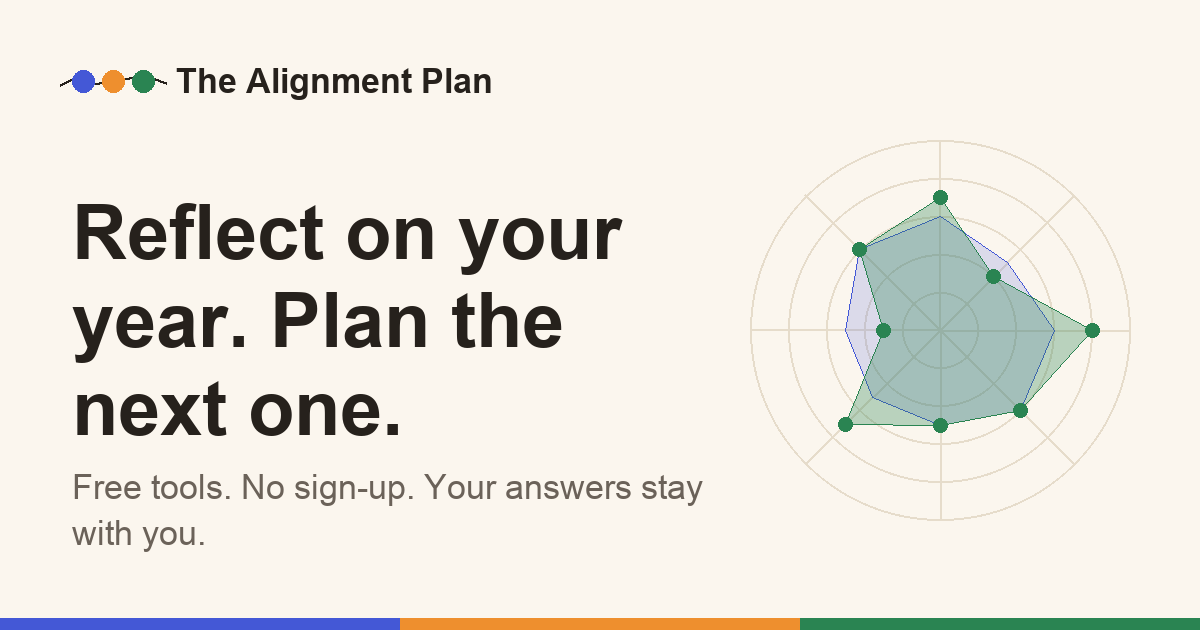 The Alignment Plan
Reflect on your
year. Plan the
next one.
Free tools. No sign-up. Your answers stay
with you.